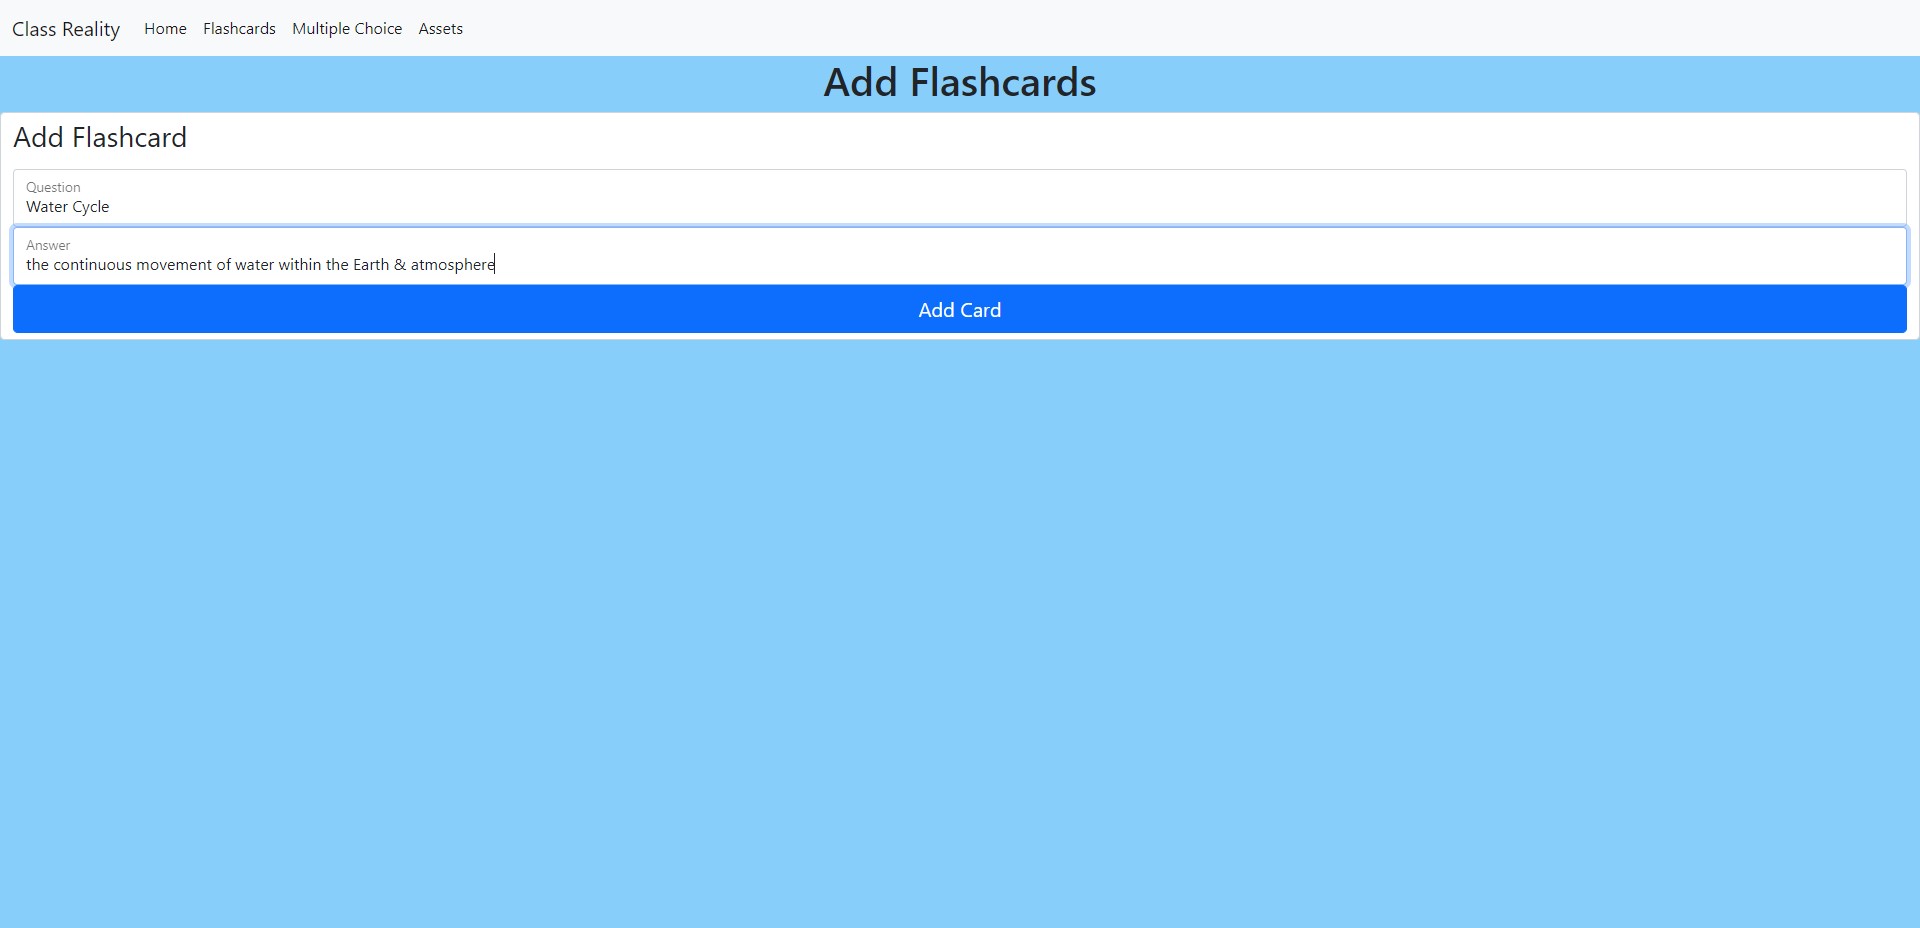 Class Reality Home Flashcards Multiple Choice Assets
Add Flashcards
Add Flashcard
Question
Water Cycle
Answer
the continuous movement of water within the Earth & atmosphere
Add Card